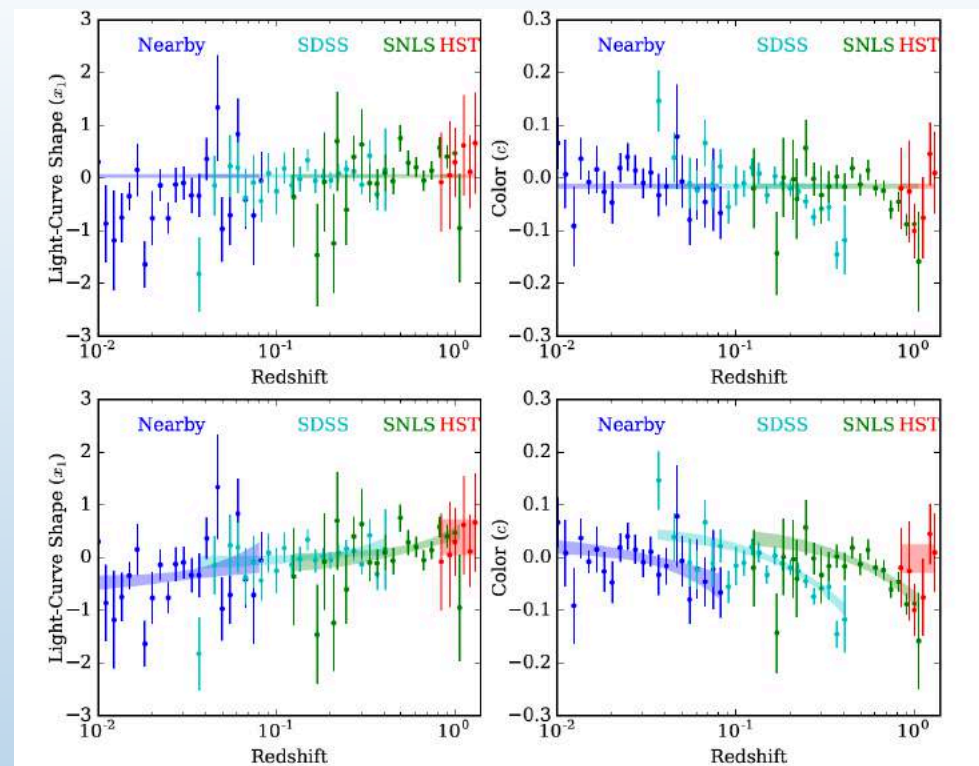 Nearby SDSS SNLS HST
Light-Curve Shape (x₁)
3
2
1
0
−1
−2
−3
10⁻² 10⁻¹ 10⁰
Redshift
Nearby SDSS SNLS HST
Color (c)
0.3
0.2
0.1
0.0
−0.1
−0.2
−0.3
10⁻² 10⁻¹ 10⁰
Redshift
Nearby SDSS SNLS HST
Light-Curve Shape (x₁)
3
2
1
0
−1
−2
−3
10⁻² 10⁻¹ 10⁰
Redshift
Nearby SDSS SNLS HST
Color (c)
0.3
0.2
0.1
0.0
−0.1
−0.2
−0.3
10⁻² 10⁻¹ 10⁰
Redshift